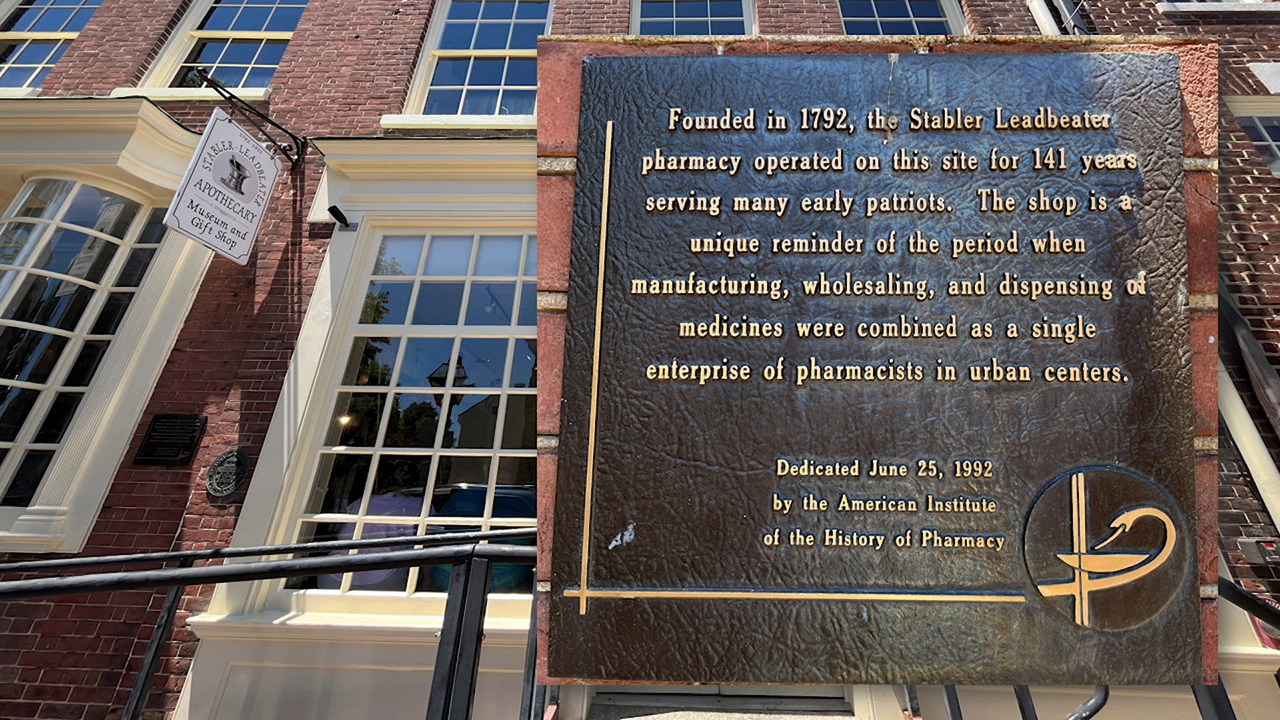 STABLER-LEADBEATER
APOTHECARY
Museum and
Gift Shop
Founded in 1792, the Stabler Leadbeater
pharmacy operated on this site for 141 years
serving many early patriots. The shop is a
unique reminder of the period when
manufacturing, wholesaling, and dispensing of
medicines were combined as a single
enterprise of pharmacists in urban centers.
Dedicated June 25, 1992
by the American Institute
of the History of Pharmacy